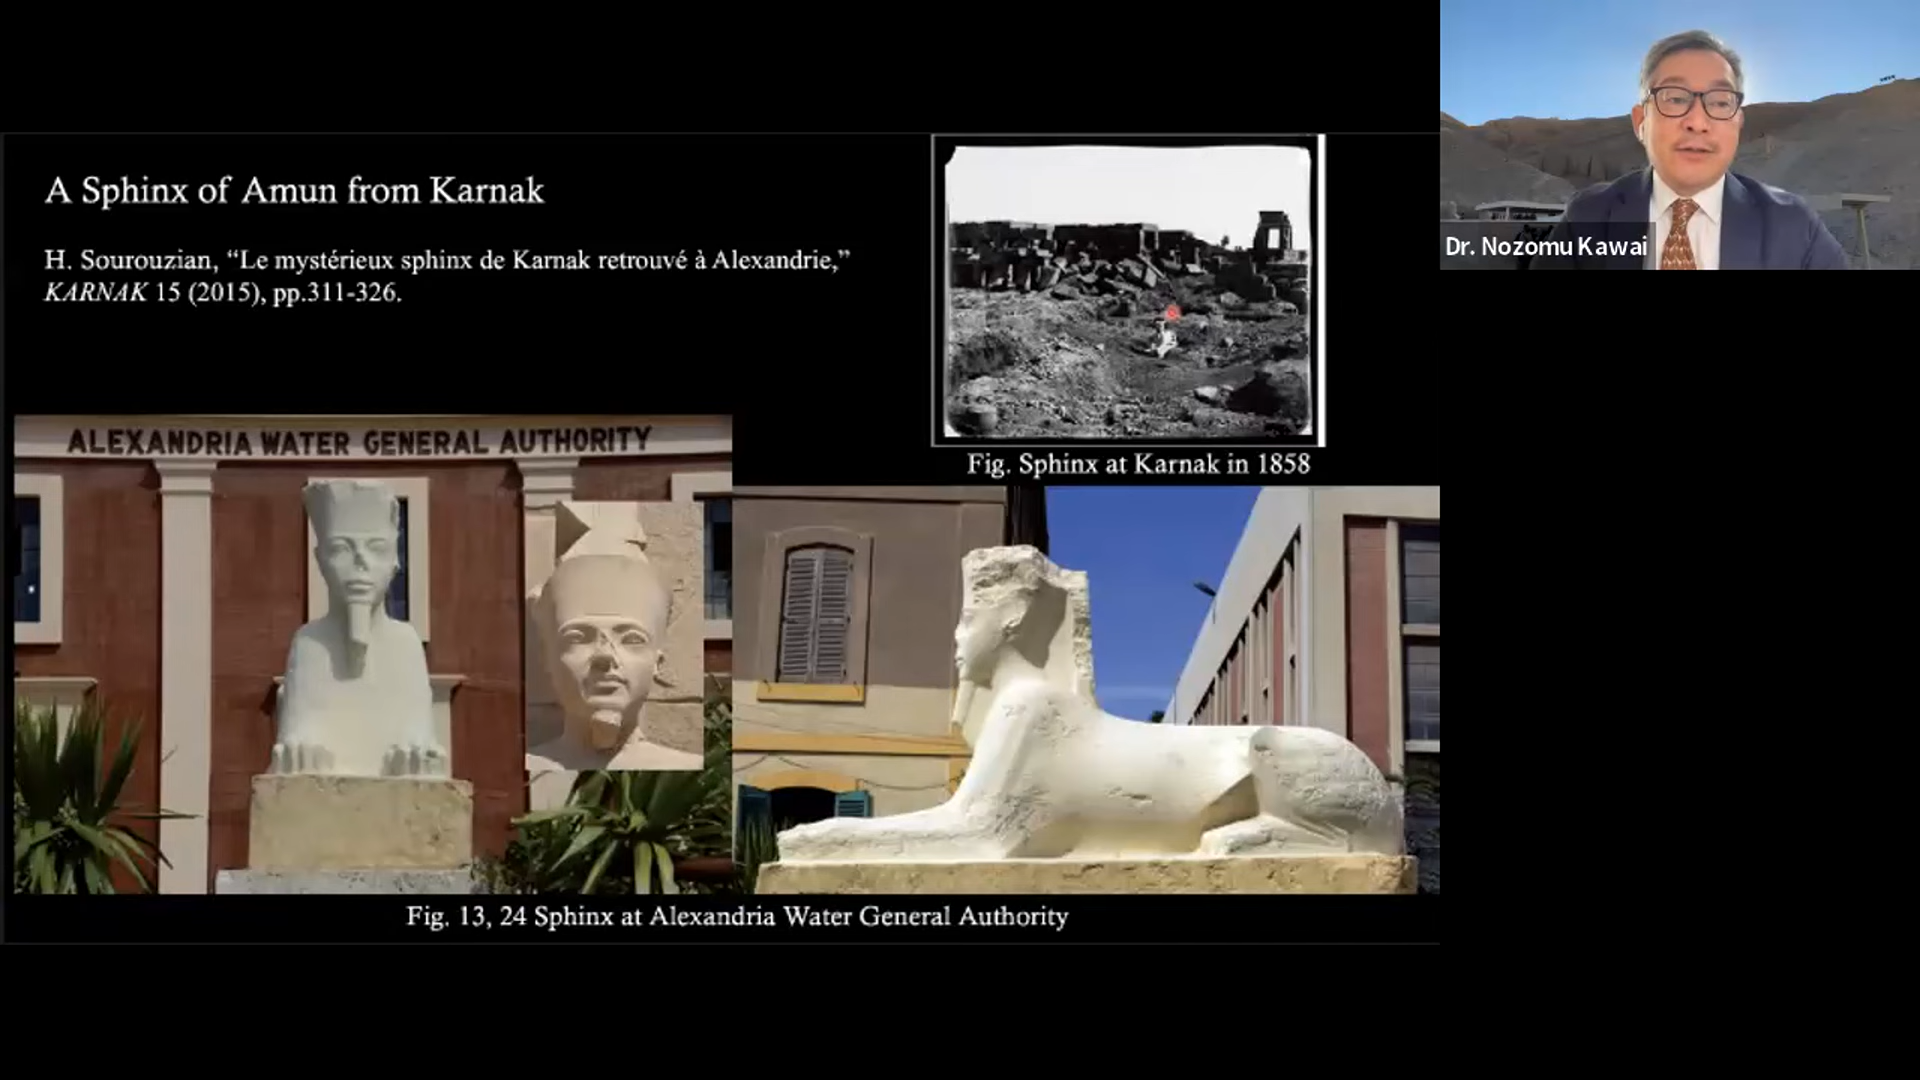 A Sphinx of Amun from Karnak
H. Sourouzian, “Le mystérieux sphinx de Karnak retrouvé à Alexandrie,”
KARNAK 15 (2015), pp.311-326.
Dr. Nozomu Kawai
Fig. Sphinx at Karnak in 1858
ALEXANDRIA WATER GENERAL AUTHORITY
Fig. 13, 24 Sphinx at Alexandria Water General Authority